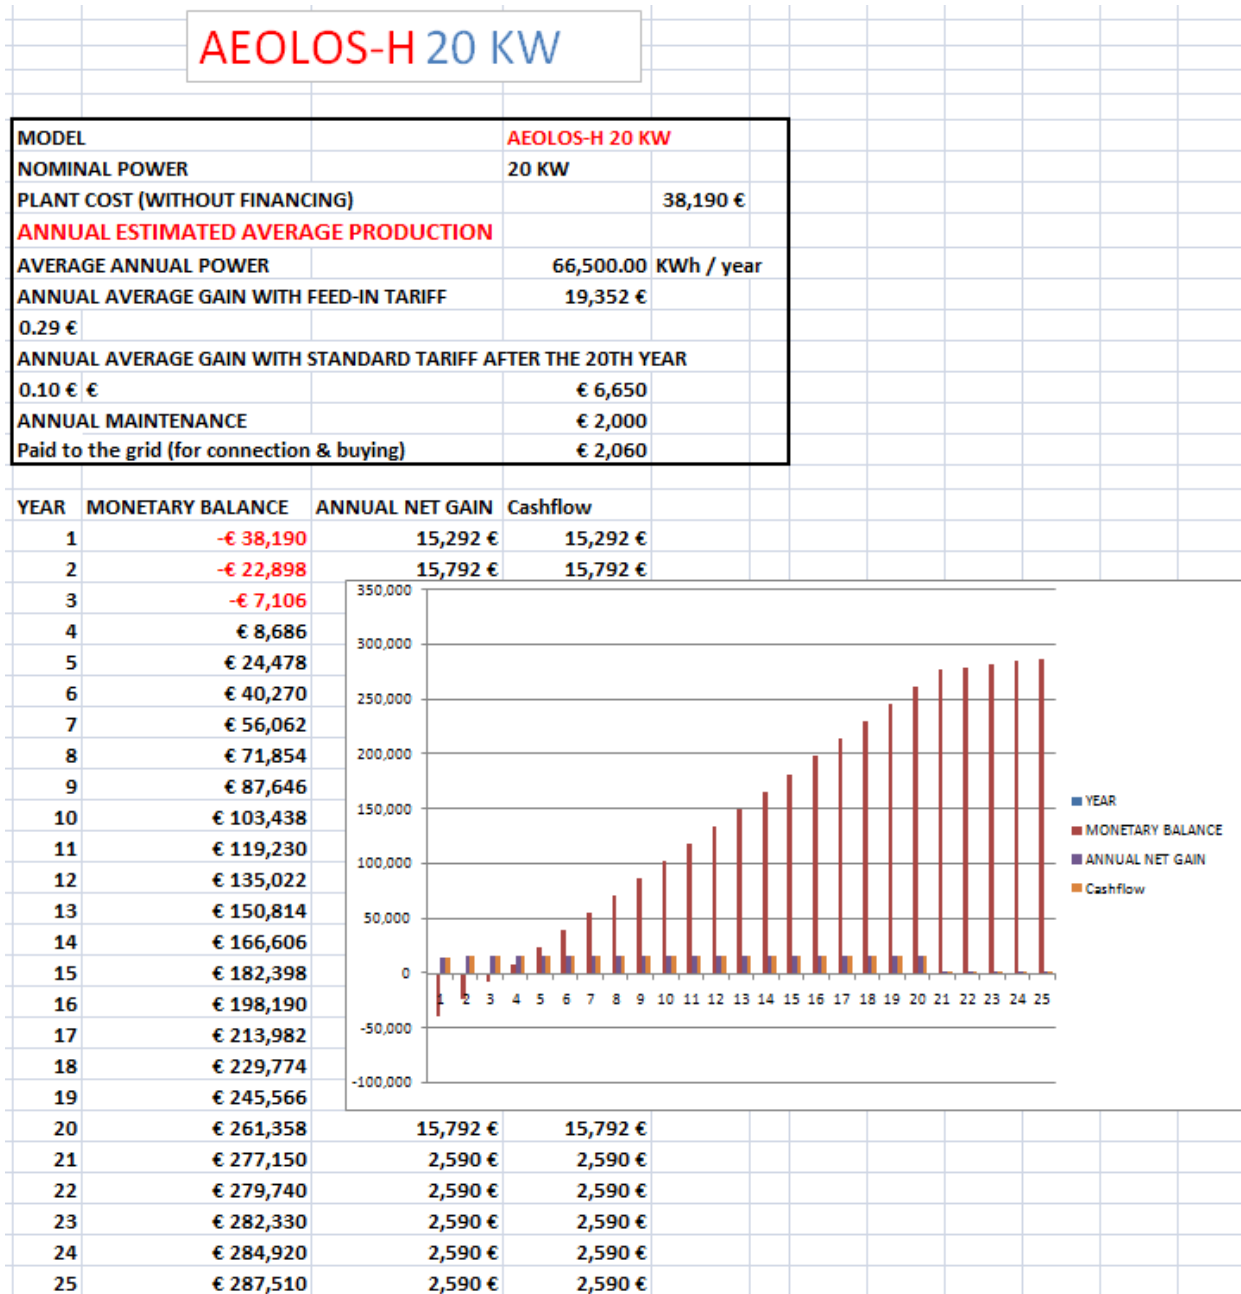 AEOLOS-H 20 KW
MODEL AEOLOS-H 20 KW
NOMINAL POWER 20 KW
PLANT COST (WITHOUT FINANCING) 38,190 €
ANNUAL ESTIMATED AVERAGE PRODUCTION
AVERAGE ANNUAL POWER 66,500.00 KWh / year
ANNUAL AVERAGE GAIN WITH FEED-IN TARIFF 19,352 €
0.29 €
ANNUAL AVERAGE GAIN WITH STANDARD TARIFF AFTER THE 20TH YEAR
0.10 € € € 6,650
ANNUAL MAINTENANCE € 2,000
Paid to the grid (for connection & buying) € 2,060
YEAR MONETARY BALANCE ANNUAL NET GAIN Cashflow
1 -€ 38,190 15,292 € 15,292 €
2 -€ 22,898 15,792 € 15,792 €
3 -€ 7,106
4 € 8,686
5 € 24,478
6 € 40,270
7 € 56,062
8 € 71,854
9 € 87,646
10 € 103,438
11 € 119,230
12 € 135,022
13 € 150,814
14 € 166,606
15 € 182,398
16 € 198,190
17 € 213,982
18 € 229,774
19 € 245,566
20 € 261,358 15,792 € 15,792 €
21 € 277,150 2,590 € 2,590 €
22 € 279,740 2,590 € 2,590 €
23 € 282,330 2,590 € 2,590 €
24 € 284,920 2,590 € 2,590 €
25 € 287,510 2,590 € 2,590 €
350,000
300,000
250,000
200,000
150,000
100,000
50,000
0
1 2 3 4 5 6 7 8 9 10 11 12 13 14 15 16 17 18 19 20 21 22 23 24 25
-50,000
-100,000
YEAR
MONETARY BALANCE
ANNUAL NET GAIN
Cashflow